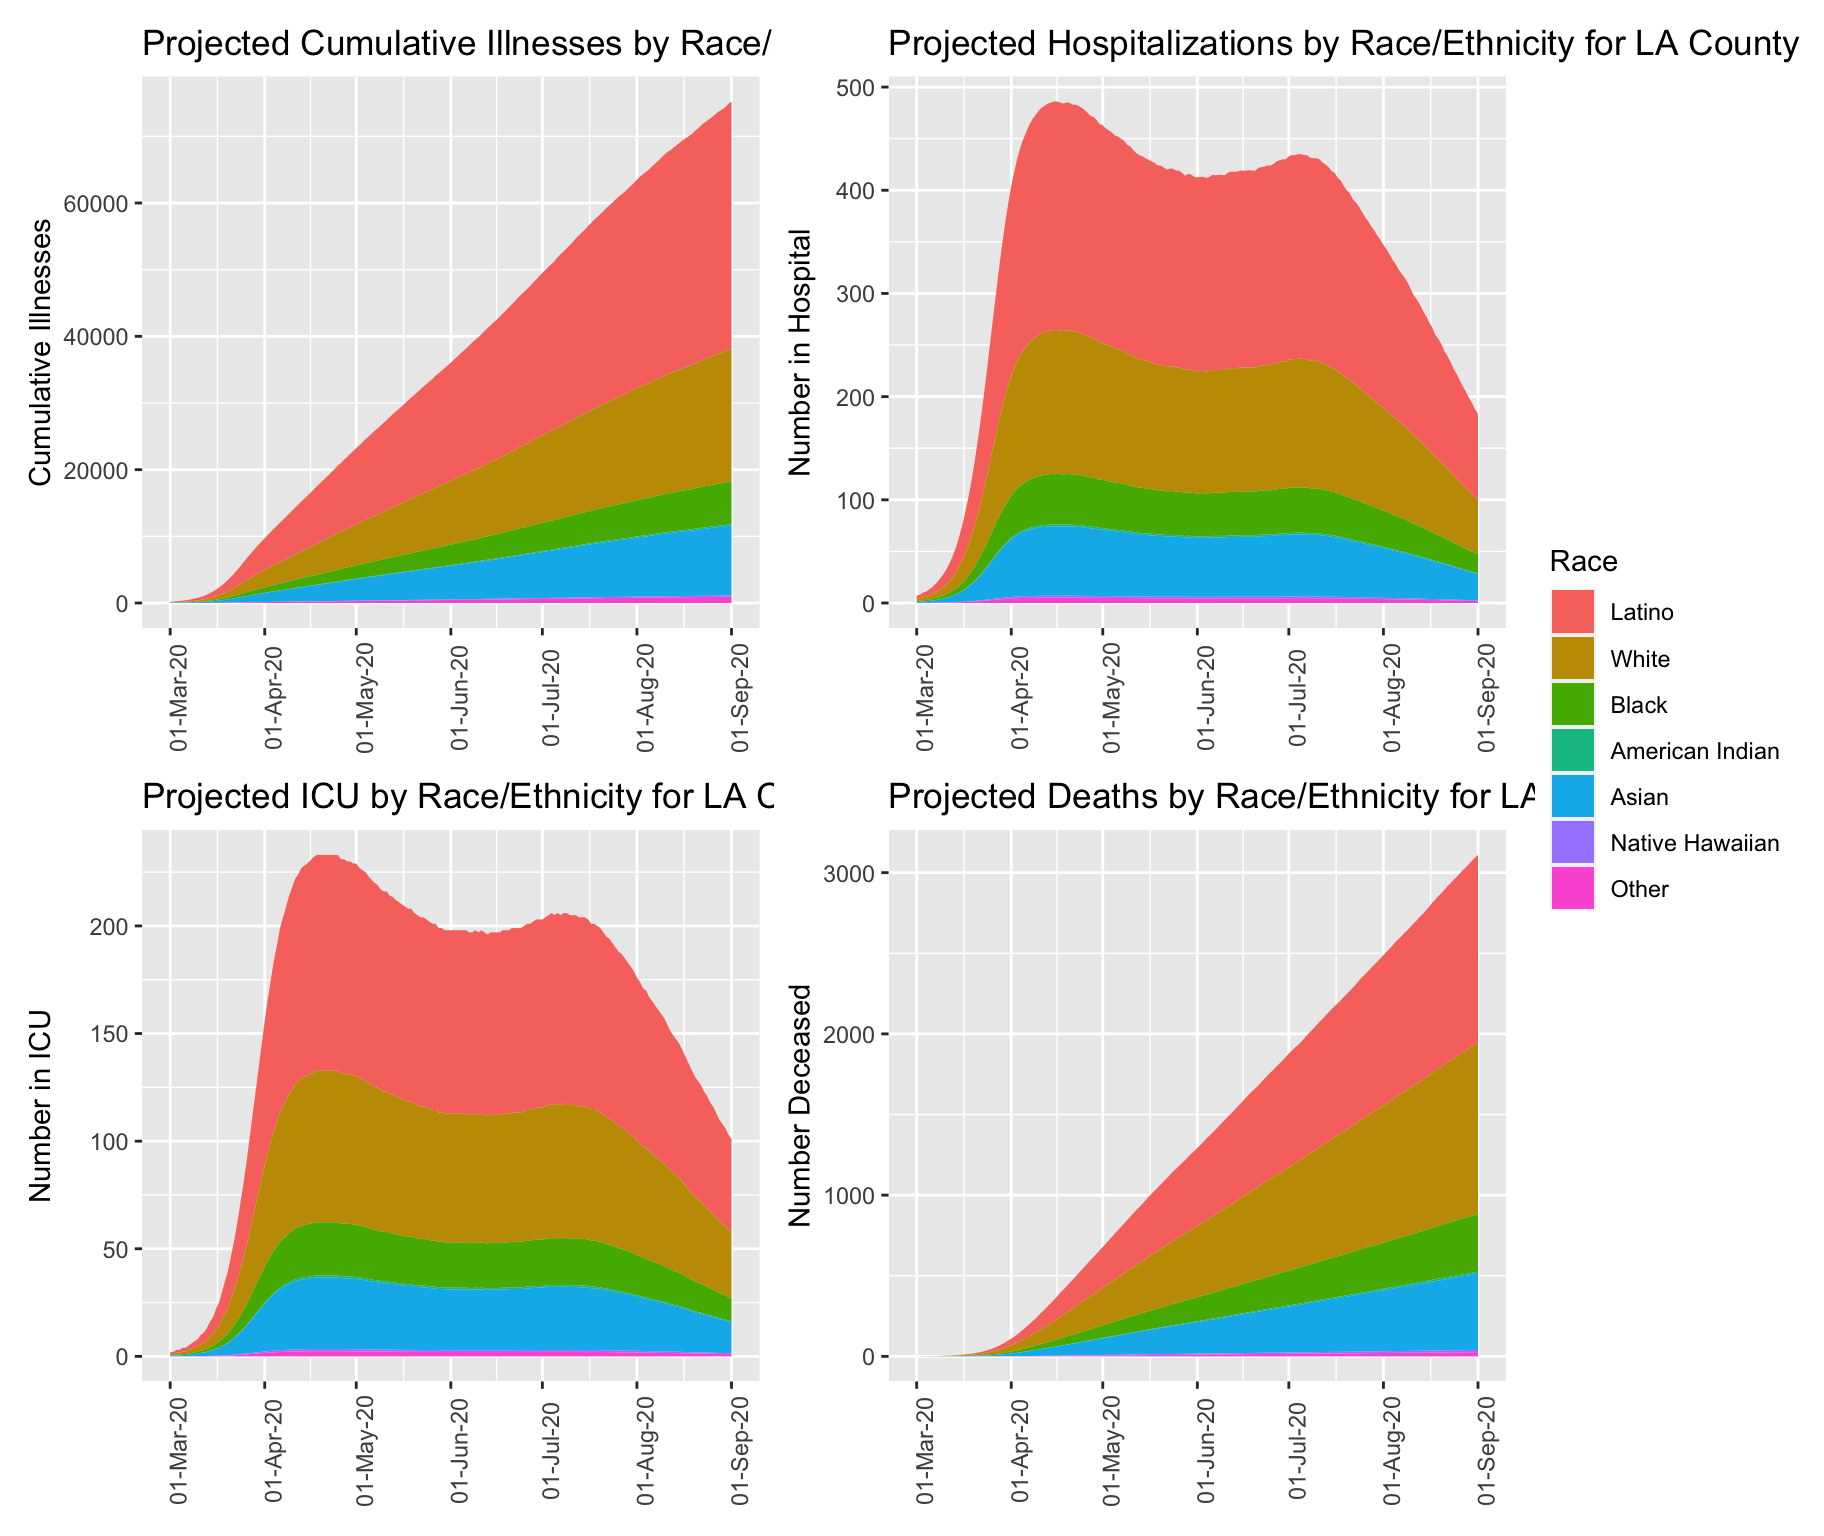 Projected Cumulative Illnesses by Race/
Cumulative Illnesses
60000
40000
20000
0
01-Mar-20
01-Apr-20
01-May-20
01-Jun-20
01-Jul-20
01-Aug-20
01-Sep-20
Projected Hospitalizations by Race/Ethnicity for LA County
Number in Hospital
500
400
300
200
100
0
01-Mar-20
01-Apr-20
01-May-20
01-Jun-20
01-Jul-20
01-Aug-20
01-Sep-20
Projected ICU by Race/Ethnicity for LA C
Number in ICU
200
150
100
50
0
01-Mar-20
01-Apr-20
01-May-20
01-Jun-20
01-Jul-20
01-Aug-20
01-Sep-20
Projected Deaths by Race/Ethnicity for LA
Number Deceased
3000
2000
1000
0
01-Mar-20
01-Apr-20
01-May-20
01-Jun-20
01-Jul-20
01-Aug-20
01-Sep-20
Race
Latino
White
Black
American Indian
Asian
Native Hawaiian
Other